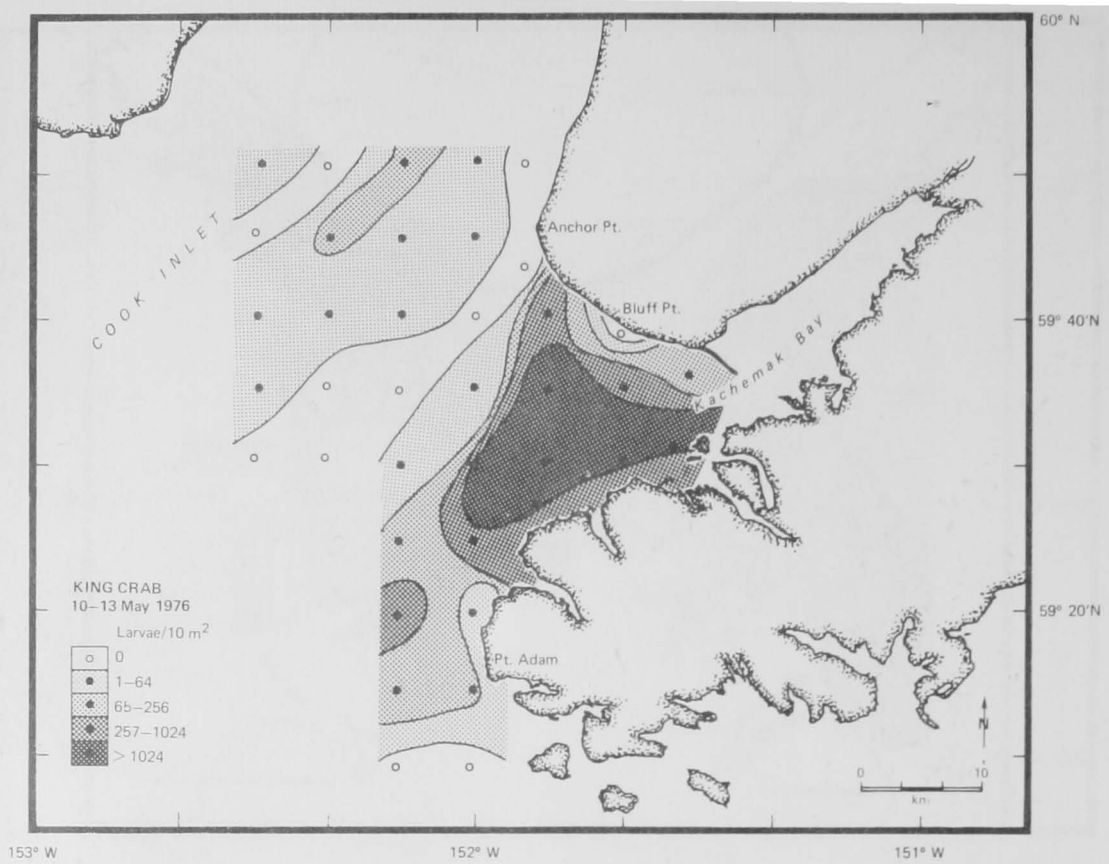 60° N
COOK INLET
Anchor Pt.
Bluff Pt.
59° 40'N
Kachemak Bay
KING CRAB
10–13 May 1976
Larvae/10 m²
0
1–64
65–256
257–1024
> 1024
59° 20'N
Pt. Adam
N
0 10
km
153° W
152° W
151° W